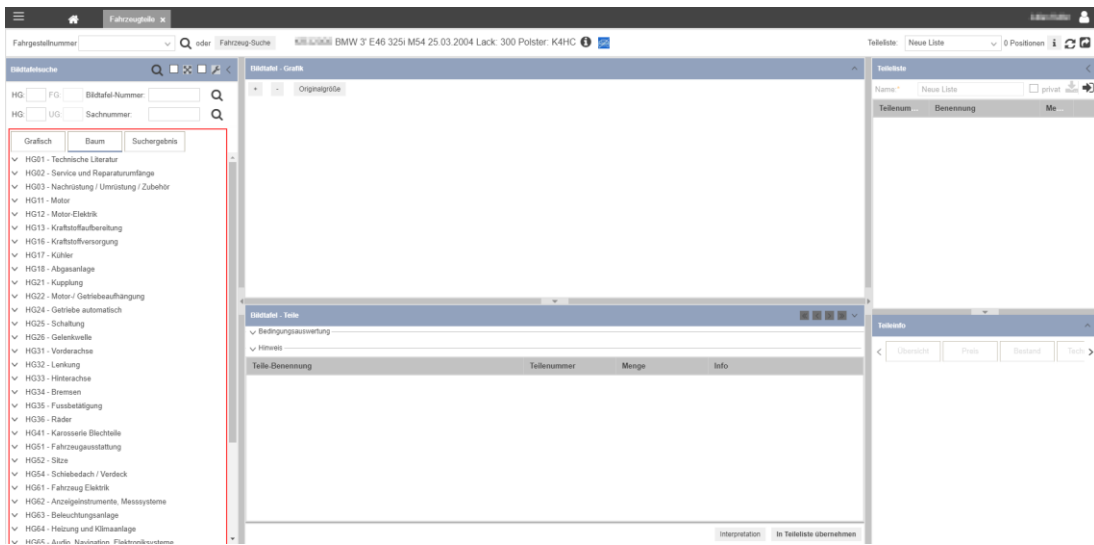 Fahrzeugteile x
Fahrgestellnummer oder Fahrzeug-Suche BMW 3' E46 325i M54 25.03.2004 Lack: 300 Polster: K4HC Teileliste: Neue Liste 0 Positionen
Bildtafelsuche
HG: FG: Bildtafel-Nummer:
HG: UG: Sachnummer:
Grafisch Baum Suchergebnis
HG01 - Technische Literatur
HG02 - Service und Reparaturumfänge
HG03 - Nachrüstung / Umrüstung / Zubehör
HG11 - Motor
HG12 - Motor-Elektrik
HG13 - Kraftstoffaufbereitung
HG16 - Kraftstoffversorgung
HG17 - Kühler
HG18 - Abgasanlage
HG21 - Kupplung
HG22 - Motor-/ Getriebeaufhängung
HG24 - Getriebe automatisch
HG25 - Schaltung
HG26 - Gelenkwelle
HG31 - Vorderachse
HG32 - Lenkung
HG33 - Hinterachse
HG34 - Bremsen
HG35 - Fussbetätigung
HG36 - Räder
HG41 - Karosserie Blechteile
HG51 - Fahrzeugausstattung
HG52 - Sitze
HG54 - Schiebedach / Verdeck
HG61 - Fahrzeug Elektrik
HG62 - Anzeigeinstrumente, Messsysteme
HG63 - Beleuchtungsanlage
HG64 - Heizung und Klimaanlage
HG65 - Audio, Navigation, Elektroniksysteme
Bildtafel - Grafik
+ - Originalgröße
Bildtafel - Teile
Bedingungsauswertung
Hinweis
Teile-Benennung Teilenummer Menge Info
Interpretation In Teileliste übernehmen
Teileliste
Name:* Neue Liste privat
Teilenum... Benennung Me...
Teileinfo
Übersicht Preis Bestand Tech